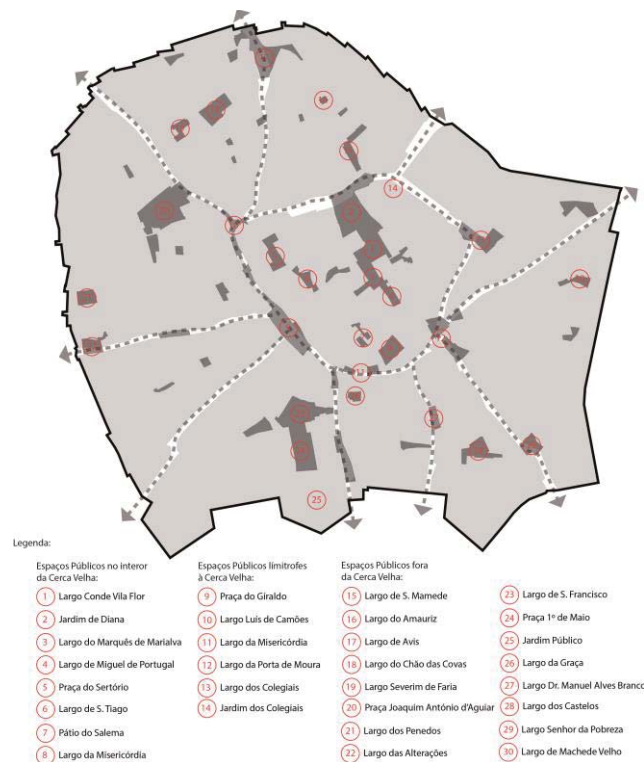 14
25
Legenda:
Espaços Públicos no interor
da Cerca Velha:
1 Largo Conde Vila Flor
2 Jardim de Diana
3 Largo do Marquês de Marialva
4 Largo de Miguel de Portugal
5 Praça do Sertório
6 Largo de S. Tiago
7 Pátio do Salema
8 Largo da Misericórdia
Espaços Públicos límitrofes
à Cerca Velha:
9 Praça do Giraldo
10 Largo Luís de Camões
11 Largo da Misericórdia
12 Largo da Porta de Moura
13 Largo dos Colegiais
14 Jardim dos Colegiais
Espaços Públicos fora
da Cerca Velha:
15 Largo de S. Mamede
16 Largo do Amauriz
17 Largo de Avis
18 Largo do Chão das Covas
19 Largo Severim de Faria
20 Praça Joaquim António d'Aguiar
21 Largo dos Penedos
22 Largo das Alterações
23 Largo de S. Francisco
24 Praça 1º de Maio
25 Jardim Público
26 Largo da Graça
27 Largo Dr. Manuel Alves Branco
28 Largo dos Castelos
29 Largo Senhor da Pobreza
30 Largo de Machede Velho